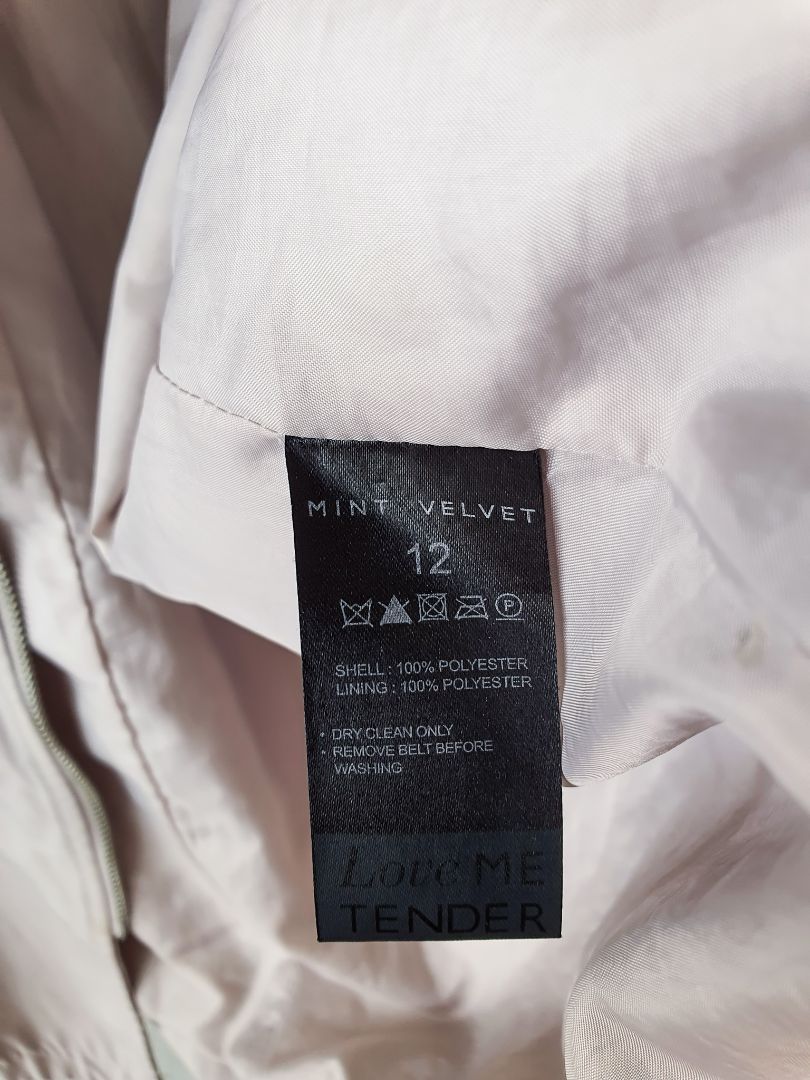 MINT VELVET
12
P
SHELL : 100% POLYESTER
LINING : 100% POLYESTER
• DRY CLEAN ONLY
• REMOVE BELT BEFORE
WASHING
Love ME
TENDER